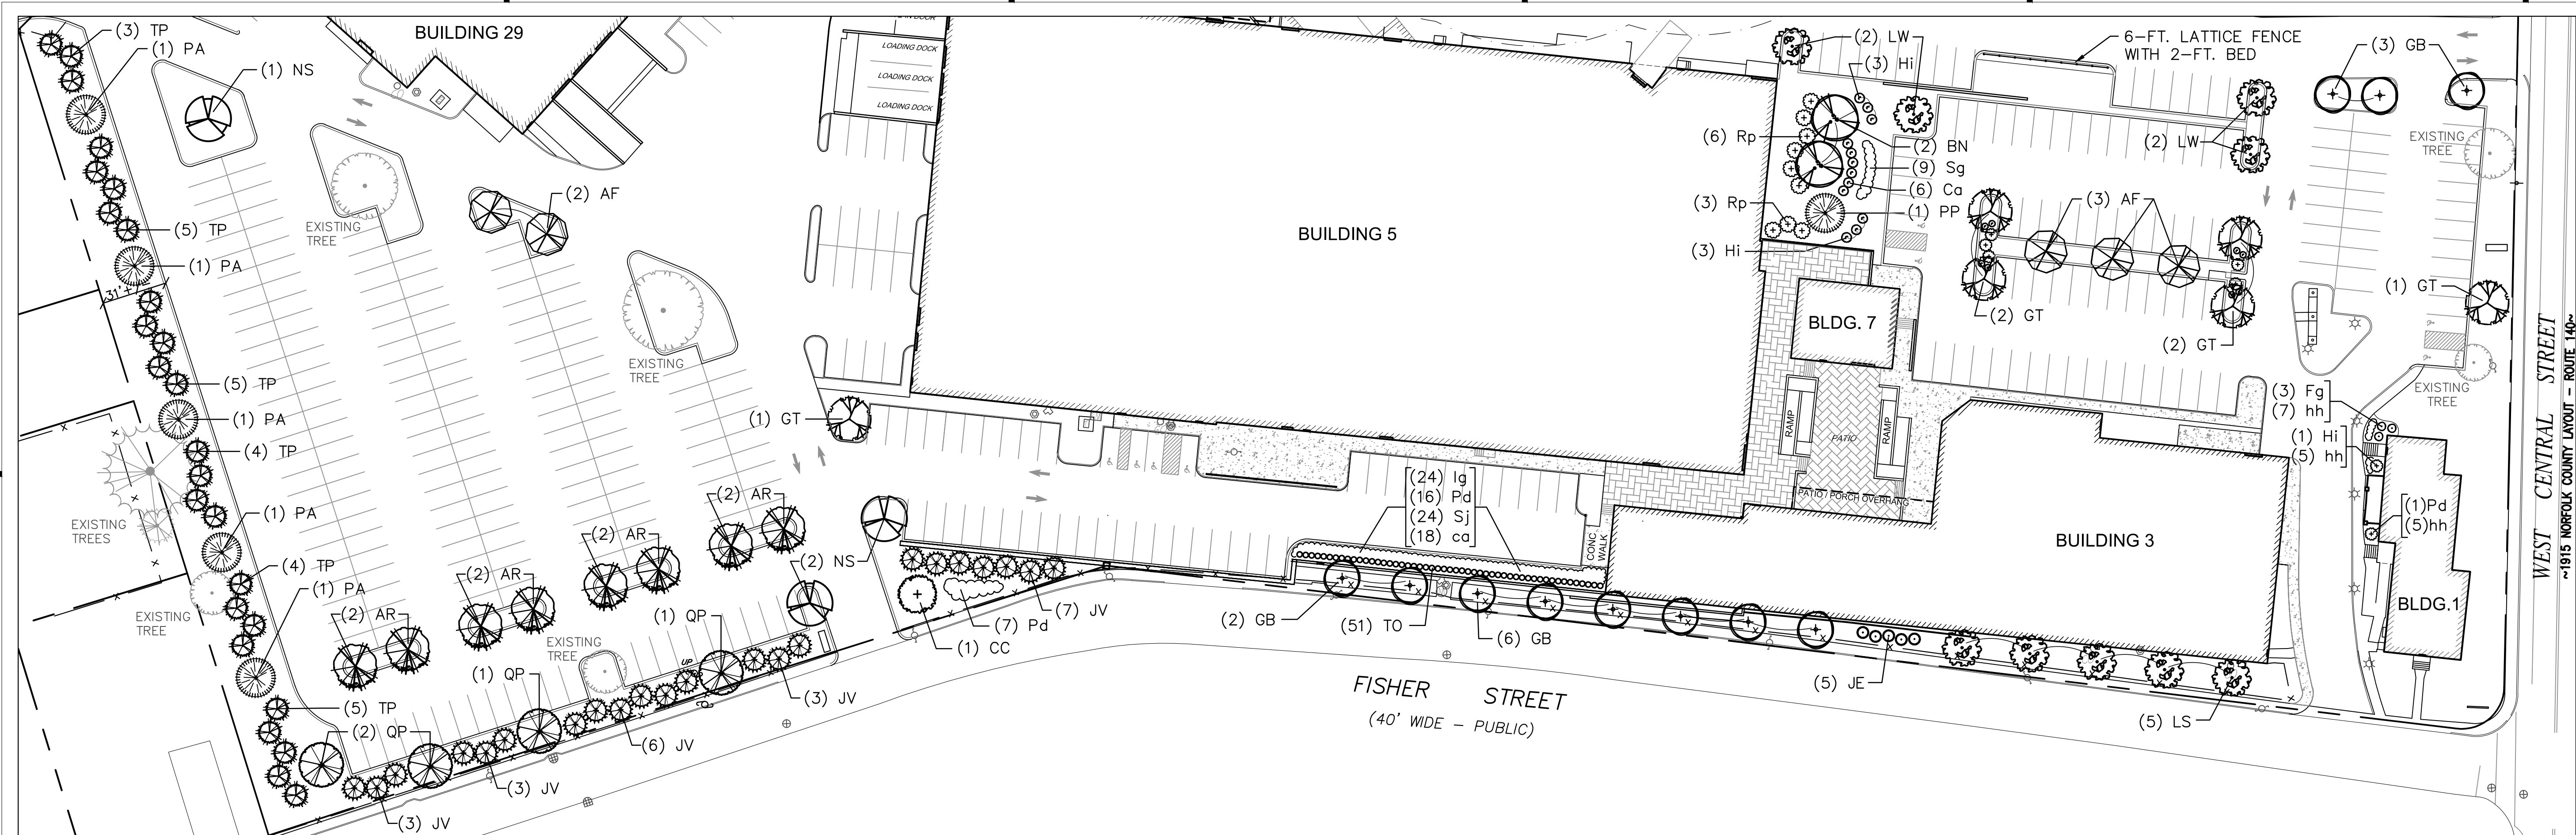 BUILDING 29
(3) TP
(1) PA
(1) NS
LOADING DOCK
LOADING DOCK
LOADING DOCK
(2) LW
(3) Hi
6-FT. LATTICE FENCE
WITH 2-FT. BED
(3) GB
(6) Rp
(2) BN
(9) Sg
(6) Ca
(1) PP
(3) Rp
(3) Hi
(2) LW
EXISTING
TREE
(2) AF
EXISTING
TREE
(5) TP
(1) PA
31'±
BUILDING 5
(3) AF
(2) GT
(2) GT
(1) GT
BLDG. 7
EXISTING
TREE
(5) TP
(1) PA
(4) TP
(1) GT
RAMP
PATIO
RAMP
PATIO / PORCH OVERHANG
EXISTING
TREE
(3) Fg
(7) hh
(1) Hi
(5) hh
(1)Pd
(5)hh
EXISTING
TREES
(1) PA
(4) TP
(1) PA
EXISTING
TREE
(2) AR
(2) AR
(2) AR
(2) AR
(2) NS
(24) Ig
(16) Pd
(24) Sj
(18) ca
CONC.
WALK
BUILDING 3
BLDG.1
(7) JV
(7) Pd
(1) CC
(2) GB
(51) TO
(6) GB
(5) JE
(5) LS
(1) QP
EXISTING
TREE
UP
(1) QP
(3) JV
(5) TP
(2) QP
(6) JV
(3) JV
(3) JV
FISHER STREET
(40' WIDE – PUBLIC)
WEST CENTRAL STREET
~1915 NORFOLK COUNTY LAYOUT – ROUTE 140~